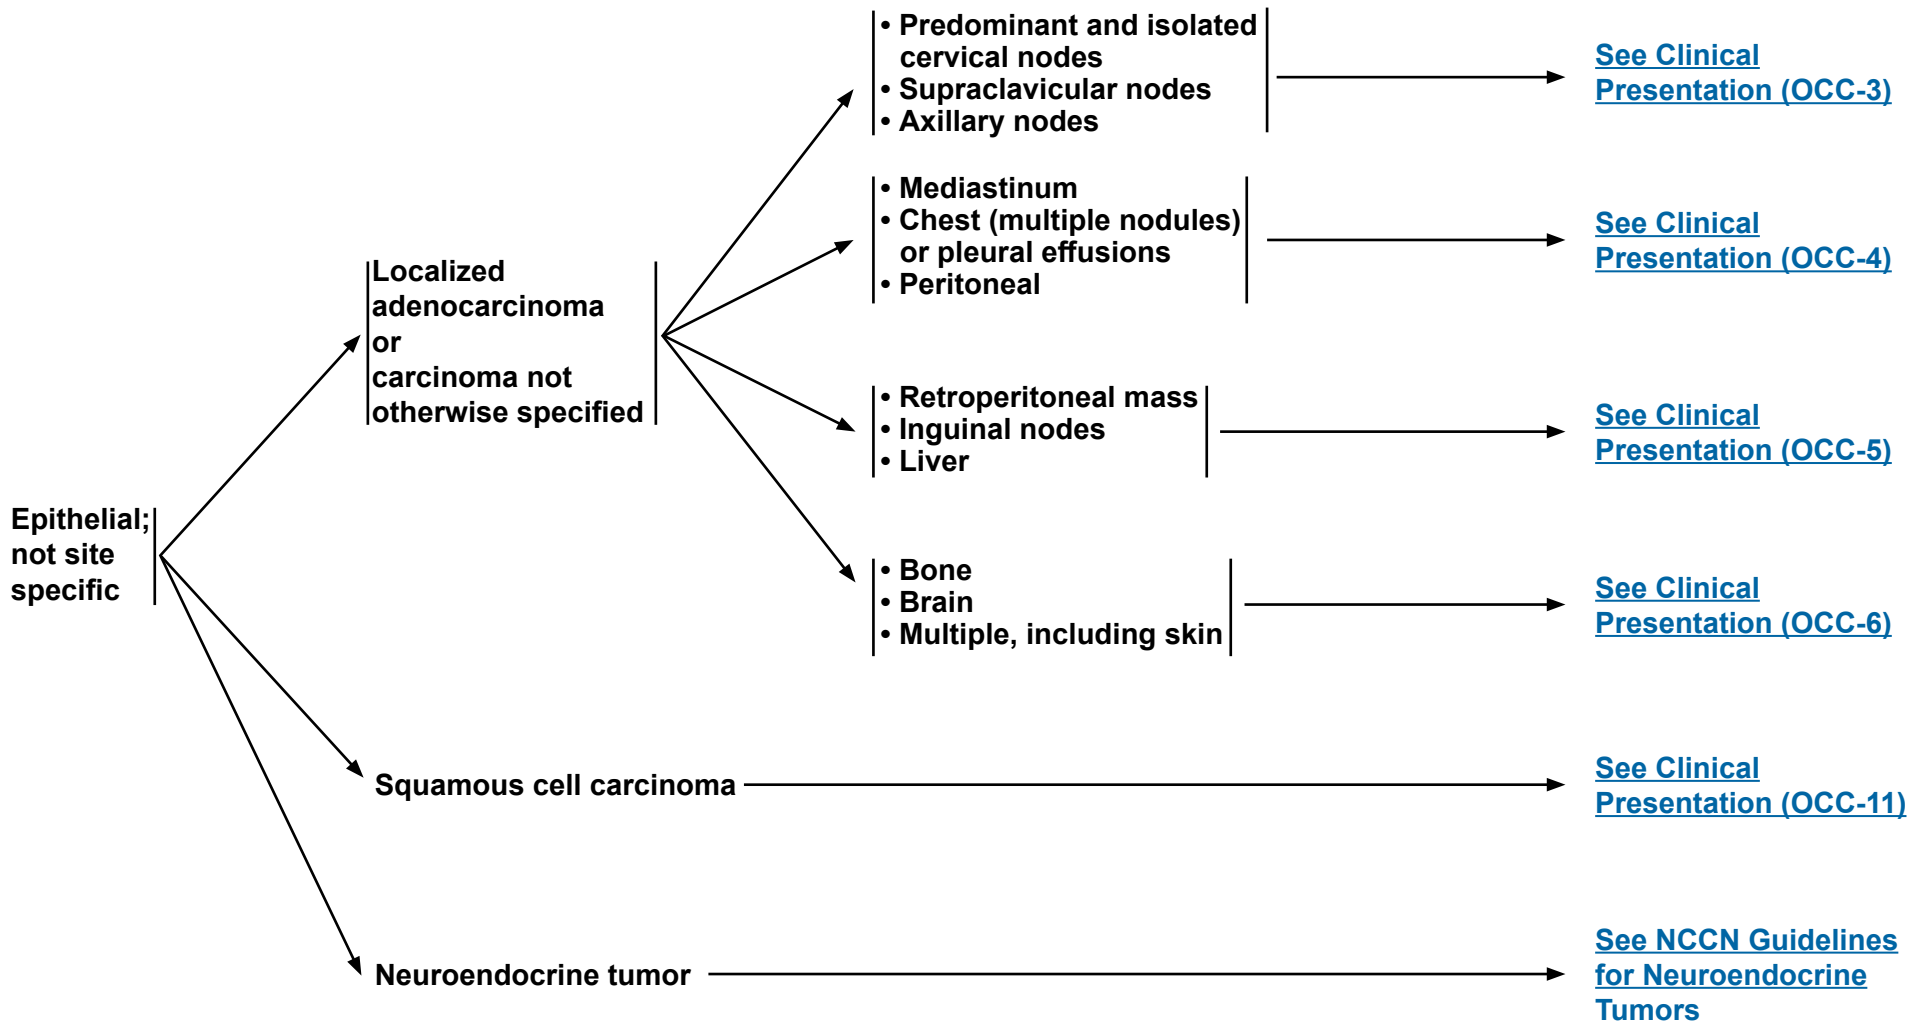 Epithelial;
not site
specific
Localized
adenocarcinoma
or
carcinoma not
otherwise specified
• Predominant and isolated
cervical nodes
• Supraclavicular nodes
• Axillary nodes
See Clinical
Presentation (OCC-3)
• Mediastinum
• Chest (multiple nodules)
or pleural effusions
• Peritoneal
See Clinical
Presentation (OCC-4)
• Retroperitoneal mass
• Inguinal nodes
• Liver
See Clinical
Presentation (OCC-5)
• Bone
• Brain
• Multiple, including skin
See Clinical
Presentation (OCC-6)
Squamous cell carcinoma
See Clinical
Presentation (OCC-11)
Neuroendocrine tumor
See NCCN Guidelines
for Neuroendocrine
Tumors